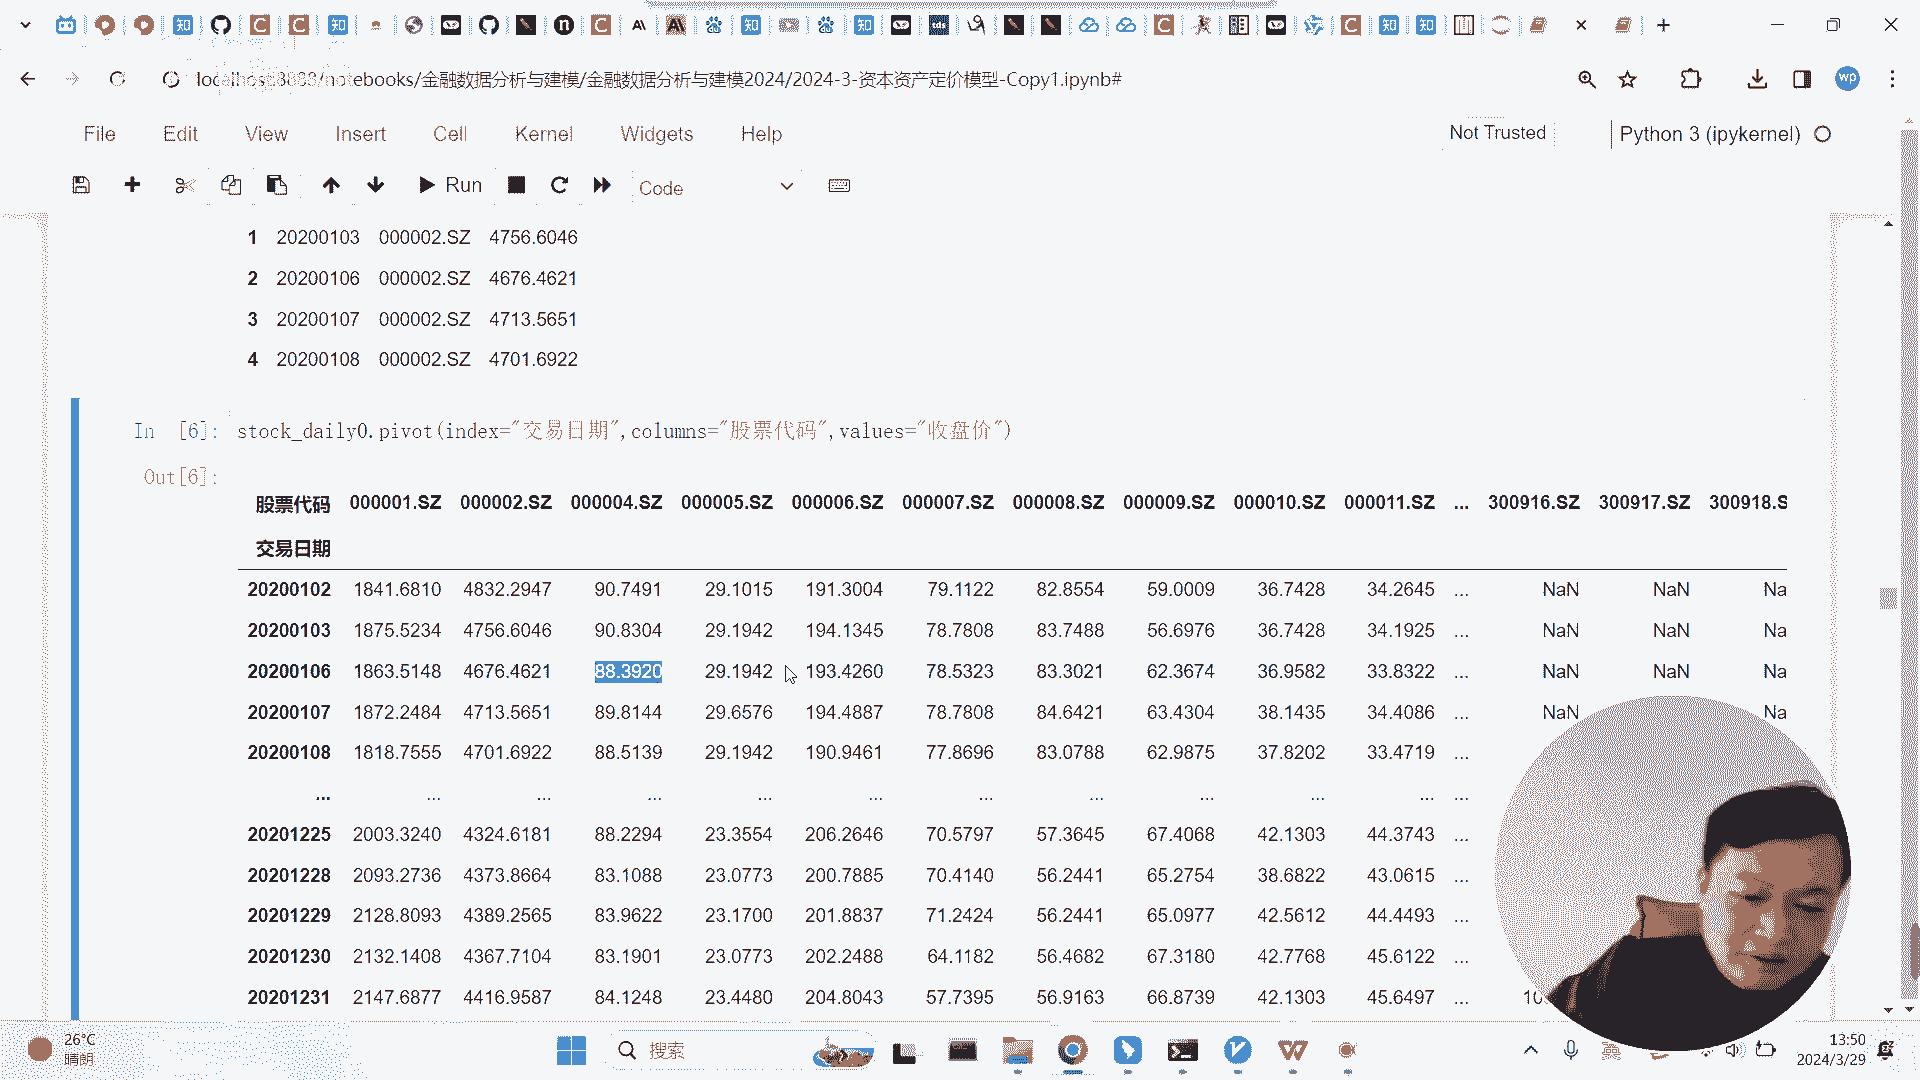 localhost:8888/notebooks/金融数据分析与建模/金融数据分析与建模2024/2024-3-资本资产定价模型-Copy1.ipynb#
wp
File Edit View Insert Cell Kernel Widgets Help Not Trusted Python 3 (ipykernel)
Run Code
1 20200103 000002.SZ 4756.6046
2 20200106 000002.SZ 4676.4621
3 20200107 000002.SZ 4713.5651
4 20200108 000002.SZ 4701.6922
In [6]: stock_daily0.pivot(index="交易日期",columns="股票代码",values="收盘价")
Out[6]:
股票代码 000001.SZ 000002.SZ 000004.SZ 000005.SZ 000006.SZ 000007.SZ 000008.SZ 000009.SZ 000010.SZ 000011.SZ ... 300916.SZ 300917.SZ 300918.S
交易日期
20200102 1841.6810 4832.2947 90.7491 29.1015 191.3004 79.1122 82.8554 59.0009 36.7428 34.2645 ... NaN NaN Na
20200103 1875.5234 4756.6046 90.8304 29.1942 194.1345 78.7808 83.7488 56.6976 36.7428 34.1925 ... NaN NaN Na
20200106 1863.5148 4676.4621 88.3920 29.1942 193.4260 78.5323 83.3021 62.3674 36.9582 33.8322 ... NaN NaN Na
20200107 1872.2484 4713.5651 89.8144 29.6576 194.4887 78.7808 84.6421 63.4304 38.1435 34.4086 ... NaN Na
20200108 1818.7555 4701.6922 88.5139 29.1942 190.9461 77.8696 83.0788 62.9875 37.8202 33.4719 ...
... ... ... ... ... ... ... ... ... ... ... ...
20201225 2003.3240 4324.6181 88.2294 23.3554 206.2646 70.5797 57.3645 67.4068 42.1303 44.3743 ...
20201228 2093.2736 4373.8664 83.1088 23.0773 200.7885 70.4140 56.2441 65.2754 38.6822 43.0615 ...
20201229 2128.8093 4389.2565 83.9622 23.1700 201.8837 71.2424 56.2441 65.0977 42.5612 44.4493 ...
20201230 2132.1408 4367.7104 83.1901 23.0773 202.2488 64.1182 56.4682 67.3180 42.7768 45.6122 ...
20201231 2147.6877 4416.9587 84.1248 23.4480 204.8043 57.7395 56.9163 66.8739 42.1303 45.6497 ... 10
26°C
晴朗
搜索
英
13:50
2024/3/29